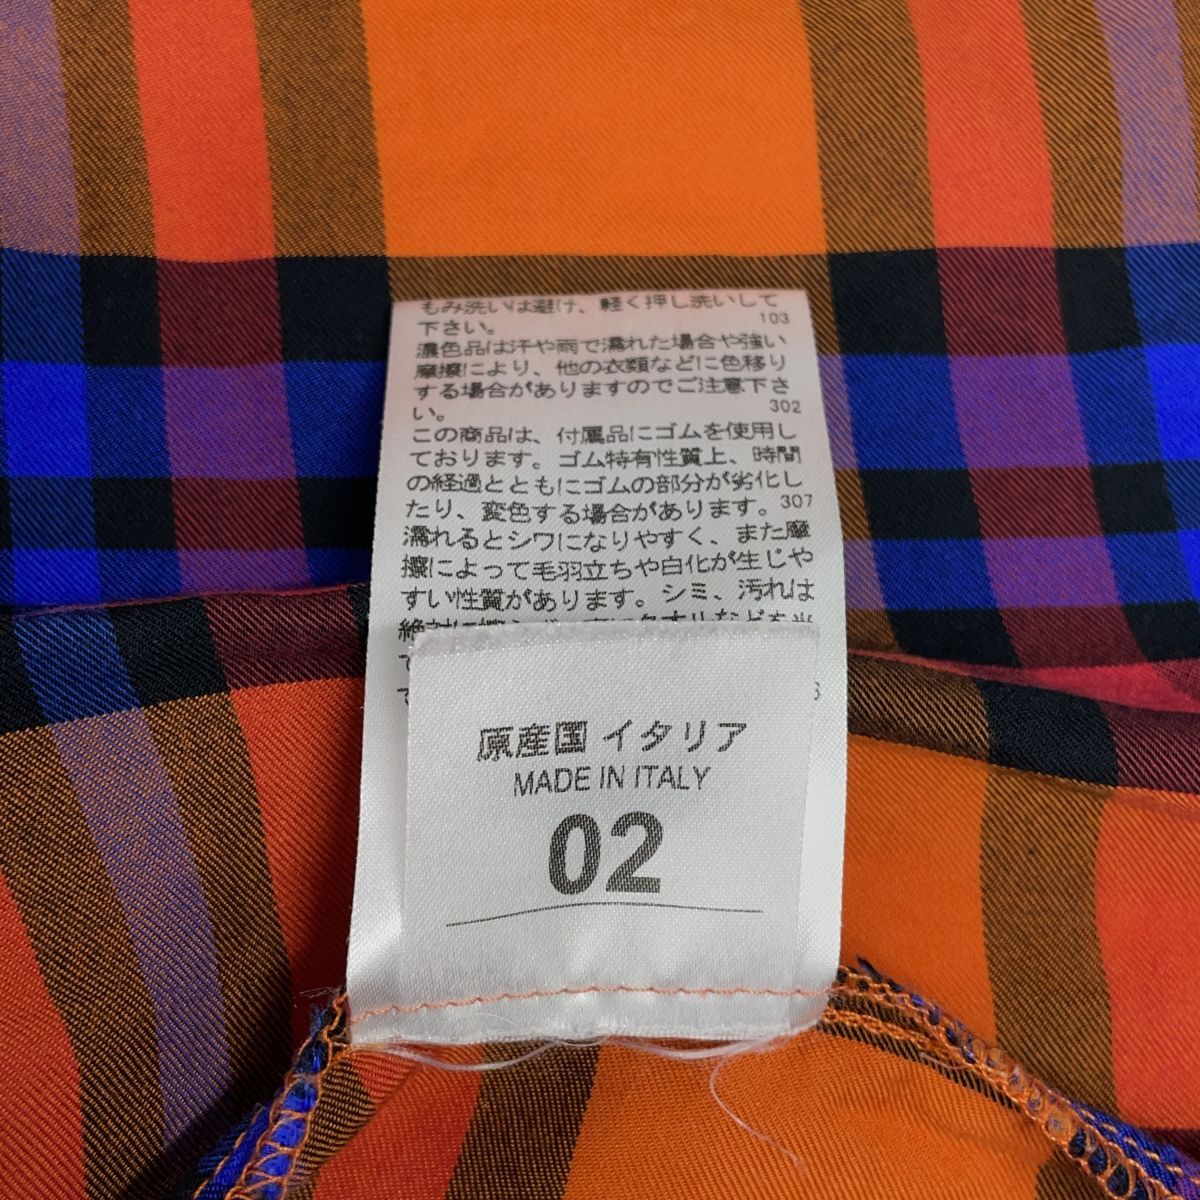 もみ洗いは避け、軽く押し洗いして
下さい。 103
濃色品は汗や雨で濡れた場合や強い
摩擦により、他の衣類などに色移り
する場合がありますのでご注意下さ
い。 302
この商品は、付属品にゴムを使用し
ております。ゴム特有性質上、時間
の経過とともにゴムの部分が劣化し
たり、変色する場合があります。307
濡れるとシワになりやすく、また摩
擦によって毛羽立ちや白化が生じや
すい性質があります。シミ、汚れは
原産国 イタリア
MADE IN ITALY
02